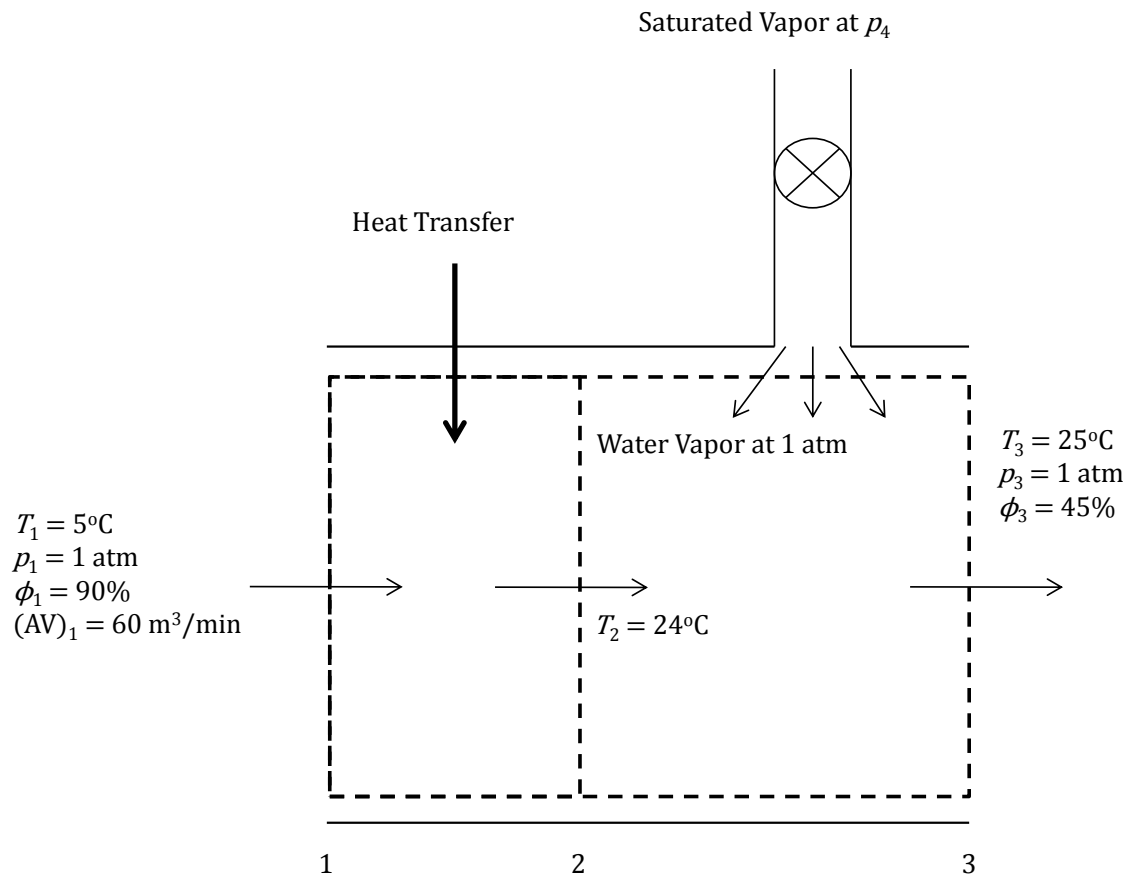 Saturated Vapor at p₄
Heat Transfer
Water Vapor at 1 atm
T₃ = 25°C
p₃ = 1 atm
ϕ₃ = 45%
T₁ = 5°C
p₁ = 1 atm
ϕ₁ = 90%
(AV)₁ = 60 m³/min
T₂ = 24°C
1
2
3